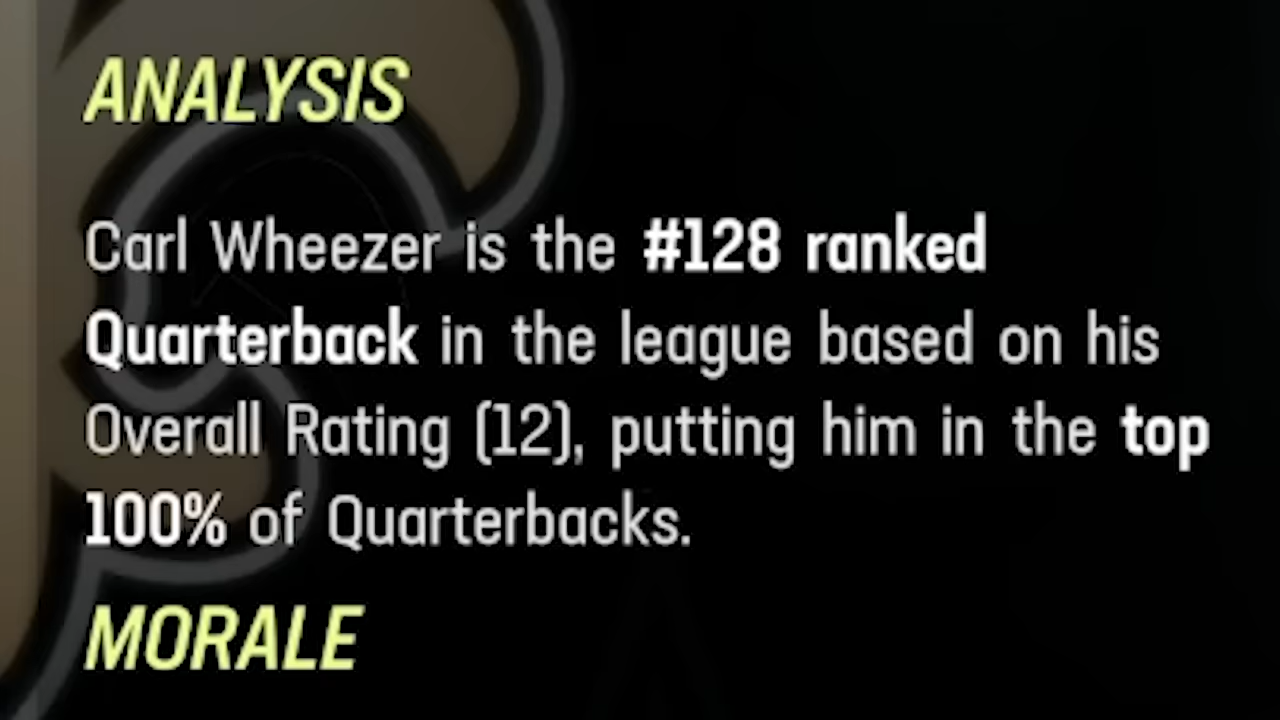 ANALYSIS
Carl Wheezer is the #128 ranked
Quarterback in the league based on his
Overall Rating (12), putting him in the top
100% of Quarterbacks.
MORALE